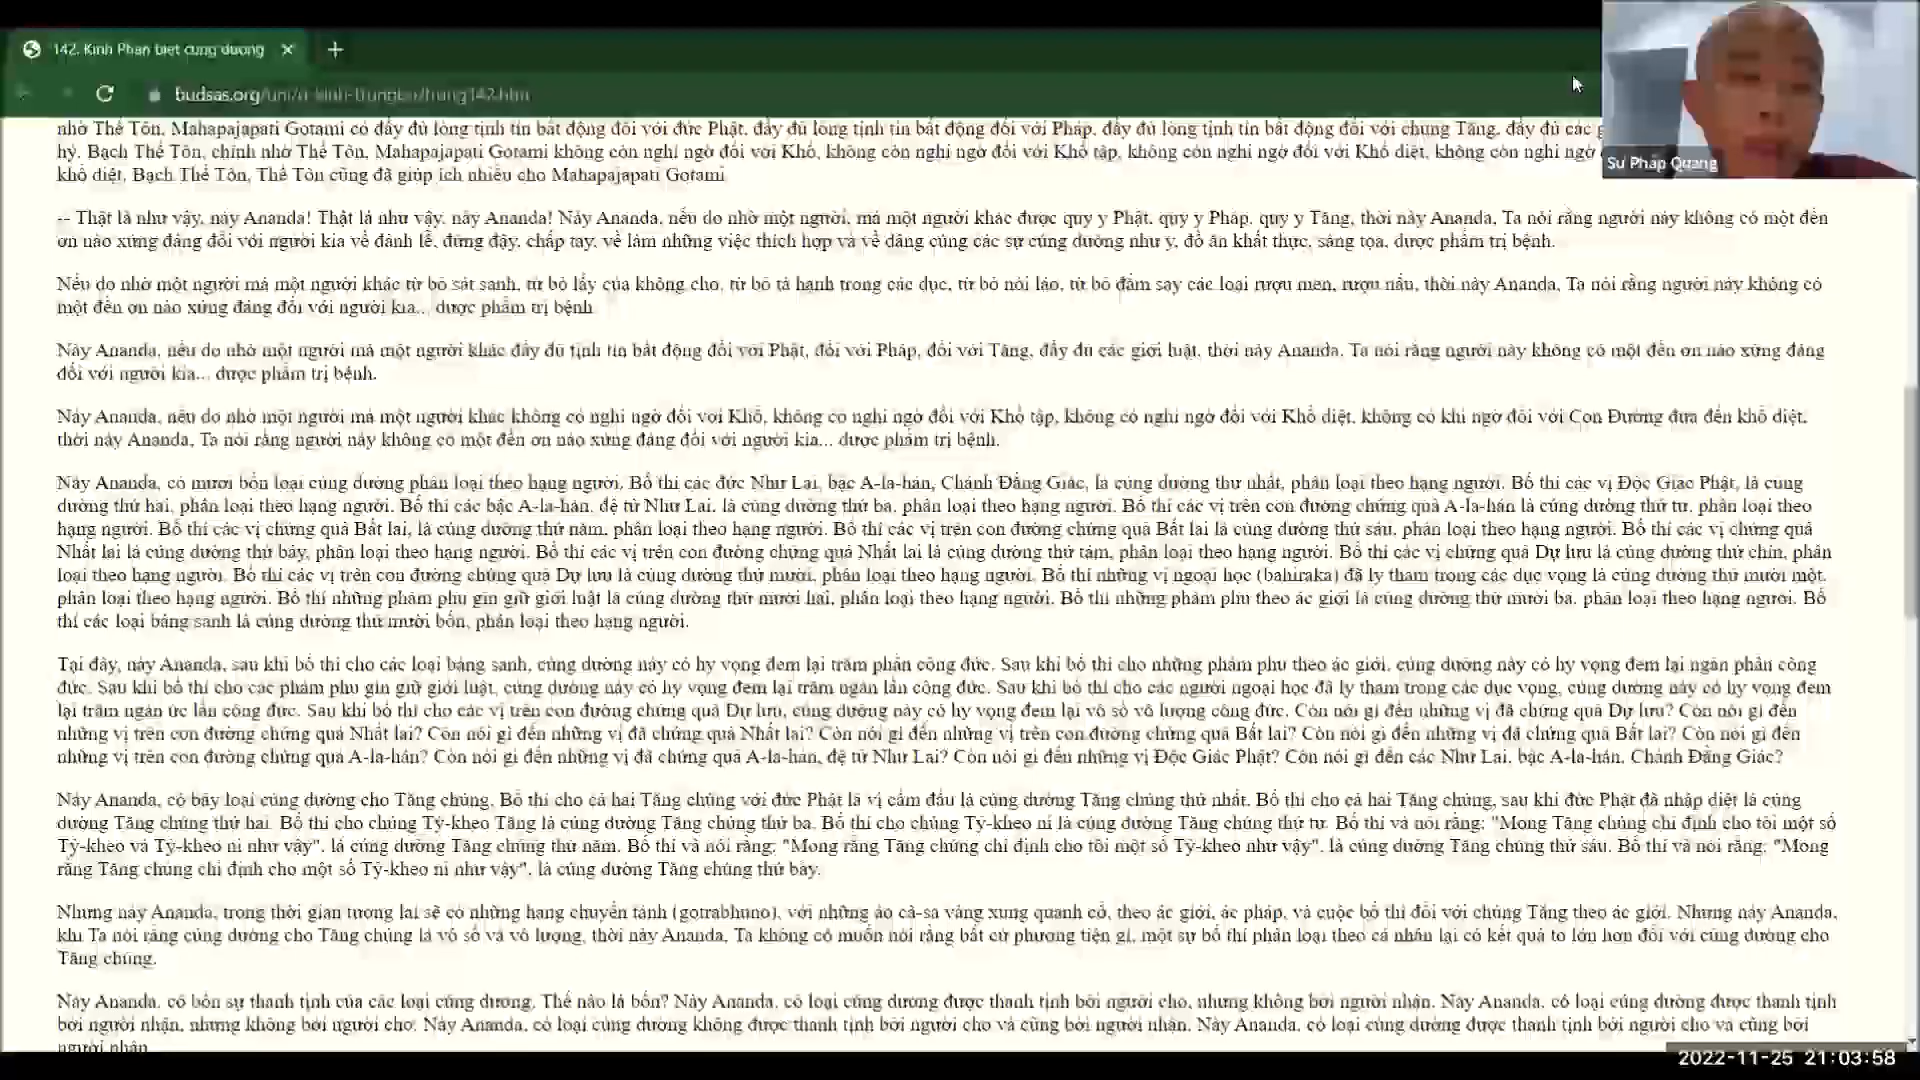 142. Kinh Phan biet cung duong
budsas.org/uni/u-kinh-trungbo/trung142.htm
Sư Pháp Quang
nhờ Thế Tôn, Mahapajapati Gotami có đầy đủ lòng tịnh tín bất động đối với đức Phật, đầy đủ lòng tịnh tín bất động đối với Pháp, đầy đủ lòng tịnh tín bất động đối với chúng Tăng, đầy đủ các g
hỷ. Bạch Thế Tôn, chính nhờ Thế Tôn, Mahapajapati Gotami không còn nghi ngờ đối với Khổ, không còn nghi ngờ đối với Khổ tập, không còn nghi ngờ đối với Khổ diệt, không còn nghi ngờ
khổ diệt, Bạch Thế Tôn, Thế Tôn cũng đã giúp ích nhiều cho Mahapajapati Gotami
-- Thật là như vậy, này Ananda! Thật là như vậy, này Ananda! Này Ananda, nếu do nhờ một người, mà một người khác được quy y Phật, quy y Pháp, quy y Tăng, thời này Ananda, Ta nói rằng người này không có một đền
ơn nào xứng đáng đối với người kia về đảnh lễ, đứng dậy, chắp tay, về làm những việc thích hợp và về dâng cúng các sự cúng dường như y, đồ ăn khất thực, sàng tọa, dược phẩm trị bệnh.
Nếu do nhờ một người mà một người khác từ bỏ sát sanh, từ bỏ lấy của không cho, từ bỏ tà hạnh trong các dục, từ bỏ nói láo, từ bỏ đắm say các loại rượu men, rượu nấu, thời này Ananda, Ta nói rằng người này không có
một đền ơn nào xứng đáng đối với người kia... dược phẩm trị bệnh
Này Ananda, nếu do nhờ một người mà một người khác đầy đủ tịnh tín bất động đối với Phật, đối với Pháp, đối với Tăng, đầy đủ các giới luật, thời này Ananda, Ta nói rằng người này không có một đền ơn nào xứng đáng
đối với người kia... dược phẩm trị bệnh.
Này Ananda, nếu do nhờ một người mà một người khác không có nghi ngờ đối với Khổ, không có nghi ngờ đối với Khổ tập, không có nghi ngờ đối với Khổ diệt, không có khi ngờ đối với Con Đường đưa đến khổ diệt,
thời này Ananda, Ta nói rằng người này không có một đền ơn nào xứng đáng đối với người kia... dược phẩm trị bệnh.
Này Ananda, có mười bốn loại cúng dường phân loại theo hạng người. Bố thí các đức Như Lai, bậc A-la-hán, Chánh Đẳng Giác, là cúng dường thứ nhất, phân loại theo hạng người. Bố thí các vị Độc Giác Phật, là cúng
dường thứ hai, phân loại theo hạng người. Bố thí các bậc A-la-hán, đệ tử Như Lai, là cúng dường thứ ba, phân loại theo hạng người. Bố thí các vị trên con đường chứng quả A-la-hán là cúng dường thứ tư, phân loại theo
hạng người. Bố thí các vị chứng quả Bất lai, là cúng dường thứ năm, phân loại theo hạng người. Bố thí các vị trên con đường chứng quả Bất lai là cúng dường thứ sáu, phân loại theo hạng người. Bố thí các vị chứng quả
Nhất lai là cúng dường thứ bảy, phân loại theo hạng người. Bố thí các vị trên con đường chứng quả Nhất lai là cúng dường thứ tám, phân loại theo hạng người. Bố thí các vị chứng quả Dự lưu là cúng dường thứ chín, phân
loại theo hạng người. Bố thí các vị trên con đường chứng quả Dự lưu là cúng dường thứ mười, phân loại theo hạng người. Bố thí những vị ngoại học (bahiraka) đã ly tham trong các dục vọng là cúng dường thứ mười một,
phân loại theo hạng người. Bố thí những phàm phu gìn giữ giới luật là cúng dường thứ mười hai, phân loại theo hạng người. Bố thí những phàm phu theo ác giới là cúng dường thứ mười ba, phân loại theo hạng người. Bố
thí các loại bàng sanh là cúng dường thứ mười bốn, phân loại theo hạng người.
Tại đây, này Ananda, sau khi bố thí cho các loại bàng sanh, cúng dường này có hy vọng đem lại trăm phần công đức. Sau khi bố thí cho những phàm phu theo ác giới, cúng dường này có hy vọng đem lại ngàn phần công
đức. Sau khi bố thí cho các phàm phu gìn giữ giới luật, cúng dường này có hy vọng đem lại trăm ngàn lần công đức. Sau khi bố thí cho các người ngoại học đã ly tham trong các dục vọng, cúng dường này có hy vọng đem
lại trăm ngàn ức lần công đức. Sau khi bố thí cho các vị trên con đường chứng quả Dự lưu, cúng dường này có hy vọng đem lại vô số vô lượng công đức. Còn nói gì đến những vị đã chứng quả Dự lưu? Còn nói gì đến
những vị trên con đường chứng quả Nhất lai? Còn nói gì đến những vị đã chứng quả Nhất lai? Còn nói gì đến những vị trên con đường chứng quả Bất lai? Còn nói gì đến những vị đã chứng quả Bất lai? Còn nói gì đến
những vị trên con đường chứng quả A-la-hán? Còn nói gì đến những vị đã chứng quả A-la-hán, đệ tử Như Lai? Còn nói gì đến những vị Độc Giác Phật? Còn nói gì đến các Như Lai, bậc A-la-hán, Chánh Đẳng Giác?
Này Ananda, có bảy loại cúng dường cho Tăng chúng. Bố thí cho cả hai Tăng chúng với đức Phật là vị cầm đầu là cúng dường Tăng chúng thứ nhất. Bố thí cho cả hai Tăng chúng, sau khi đức Phật đã nhập diệt là cúng
dường Tăng chúng thứ hai. Bố thí cho chúng Tỷ-kheo Tăng là cúng dường Tăng chúng thứ ba. Bố thí cho chúng Tỷ-kheo ni là cúng dường Tăng chúng thứ tư. Bố thí và nói rằng: "Mong Tăng chúng chỉ định cho tôi một số
Tỷ-kheo và Tỷ-kheo ni như vậy", là cúng dường Tăng chúng thứ năm. Bố thí và nói rằng: "Mong rằng Tăng chúng chỉ định cho tôi một số Tỷ-kheo như vậy", là cúng dường Tăng chúng thứ sáu. Bố thí và nói rằng: "Mong
rằng Tăng chúng chỉ định cho một số Tỷ-kheo ni như vậy", là cúng dường Tăng chúng thứ bảy.
Nhưng này Ananda, trong thời gian tương lai sẽ có những hạng chuyển tánh (gotrabhuno), với những áo cà-sa vàng xung quanh cổ, theo ác giới, ác pháp, và cuộc bố thí đối với chúng Tăng theo ác giới. Nhưng này Ananda,
khi Ta nói rằng cúng dường cho Tăng chúng là vô số và vô lượng, thời này Ananda, Ta không có muốn nói rằng bất cứ phương tiện gì, một sự bố thí phân loại theo cá nhân lại có kết quả to lớn hơn đối với cúng dường cho
Tăng chúng.
Này Ananda, có bốn sự thanh tịnh của các loại cúng dường. Thế nào là bốn? Này Ananda, có loại cúng dường được thanh tịnh bởi người cho, nhưng không bởi người nhận. Này Ananda, có loại cúng dường được thanh tịnh
bởi người nhận, nhưng không bởi người cho. Này Ananda, có loại cúng dường không được thanh tịnh bởi người cho và cũng bởi người nhận. Này Ananda, có loại cúng dường được thanh tịnh bởi người cho và cũng bởi
người nhận
2022-11-25 21:03:58